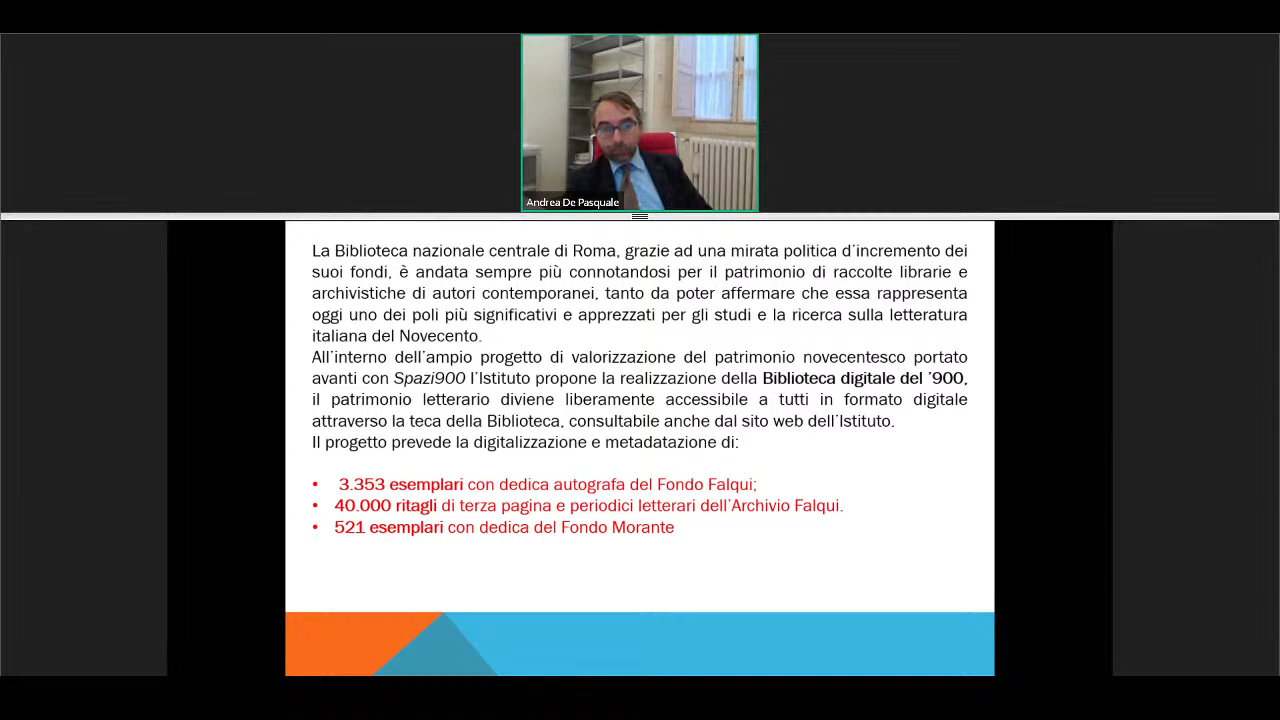 Andrea De Pasquale
La Biblioteca nazionale centrale di Roma, grazie ad una mirata politica d’incremento dei
suoi fondi, è andata sempre più connotandosi per il patrimonio di raccolte librarie e
archivistiche di autori contemporanei, tanto da poter affermare che essa rappresenta
oggi uno dei poli più significativi e apprezzati per gli studi e la ricerca sulla letteratura
italiana del Novecento.
All’interno dell’ampio progetto di valorizzazione del patrimonio novecentesco portato
avanti con Spazi900 l’Istituto propone la realizzazione della Biblioteca digitale del ’900,
il patrimonio letterario diviene liberamente accessibile a tutti in formato digitale
attraverso la teca della Biblioteca, consultabile anche dal sito web dell’Istituto.
Il progetto prevede la digitalizzazione e metadatazione di:
• 3.353 esemplari con dedica autografa del Fondo Falqui;
• 40.000 ritagli di terza pagina e periodici letterari dell’Archivio Falqui.
• 521 esemplari con dedica del Fondo Morante